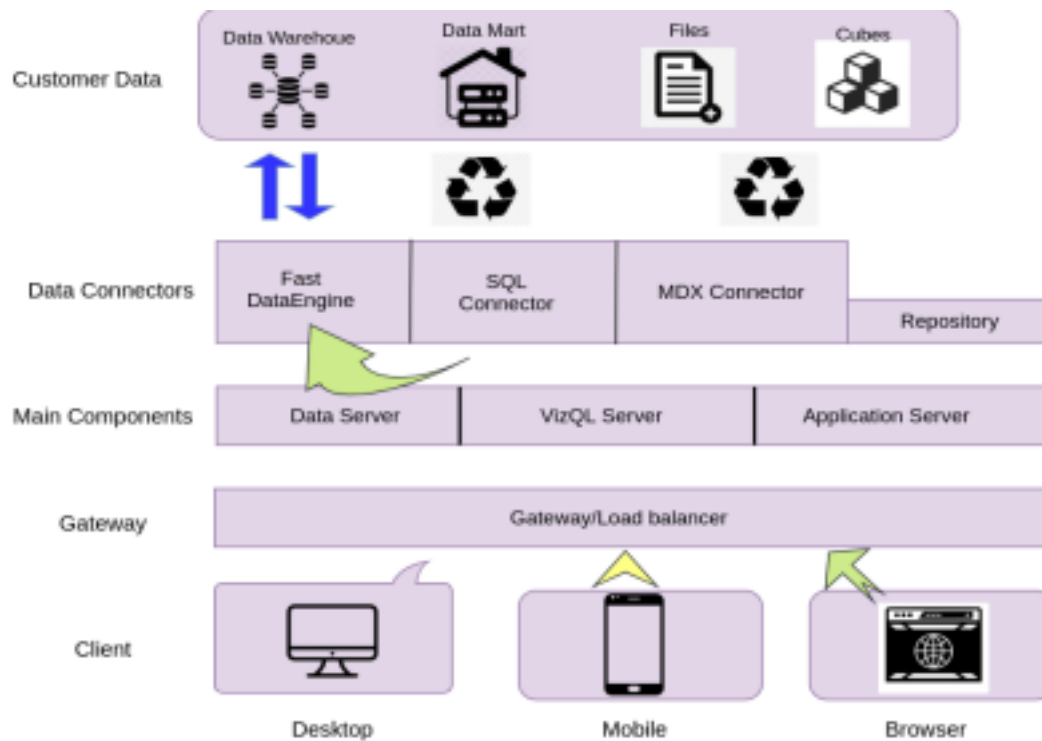 Customer Data
Data Warehoue
Data Mart
Files
Cubes
Data Connectors
Fast
DataEngine
SQL
Connector
MDX Connector
Repository
Main Components
Data Server
VizQL Server
Application Server
Gateway
Gateway/Load balancer
Client
Desktop
Mobile
Browser